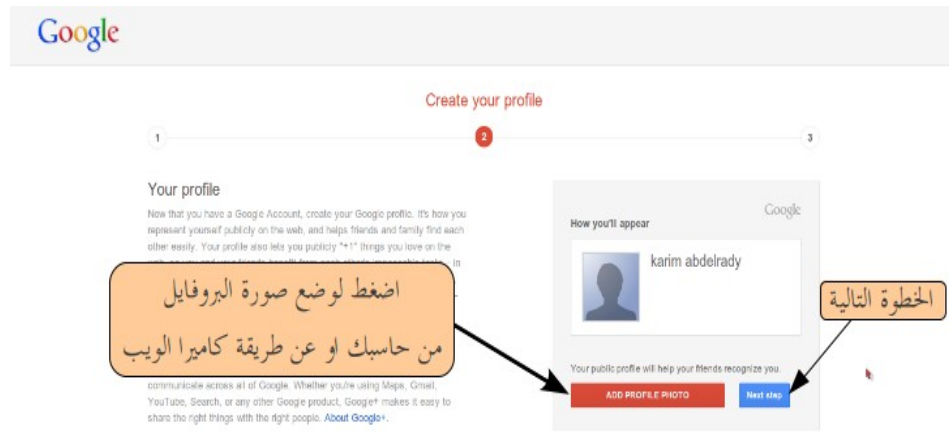 Google
Create your profile
1
2
3
Your profile
Now that you have a Google Account, create your Google profile. It's how you
represent yourself publicly on the web, and helps friends and family find each
other easily. Your profile also lets you publicly "+1" things you love on the
in
اضغط لوضع صورة البروفايل
من حاسبك او عن طريقة كاميرا الويب
communicate across all of Google. Whether you're using Maps, Gmail,
YouTube, Search, or any other Google product, Google+ makes it easy to
share the right things with the right people. About Google+.
Google
How you'll appear
karim abdelrady
الخطوة التالية
Your public profile will help your friends recognize you.
ADD PROFILE PHOTO
Next step